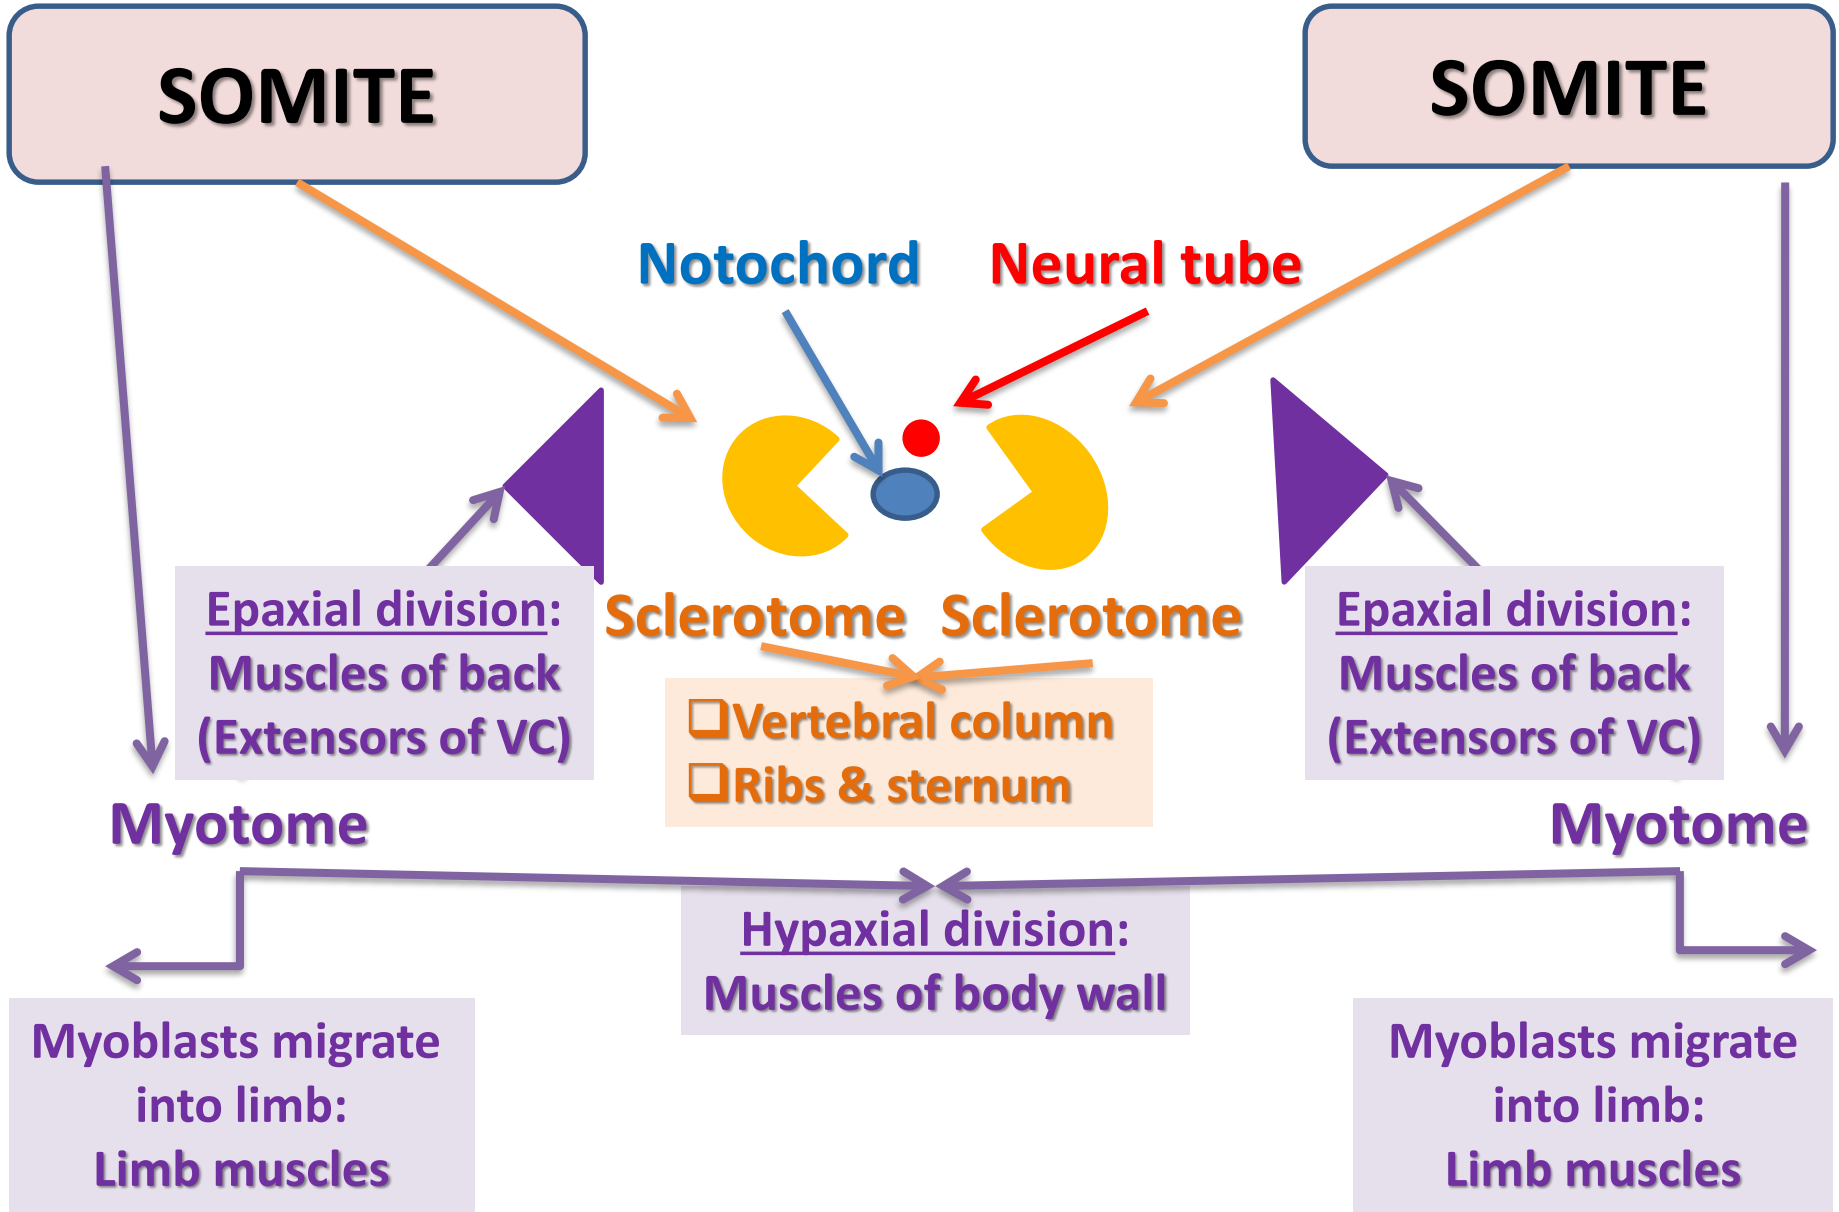 SOMITE
SOMITE
Notochord
Neural tube
Epaxial division:
Muscles of back
(Extensors of VC)
Sclerotome
Sclerotome
Epaxial division:
Muscles of back
(Extensors of VC)
❑Vertebral column
❑Ribs & sternum
Myotome
Myotome
Hypaxial division:
Muscles of body wall
Myoblasts migrate
into limb:
Limb muscles
Myoblasts migrate
into limb:
Limb muscles